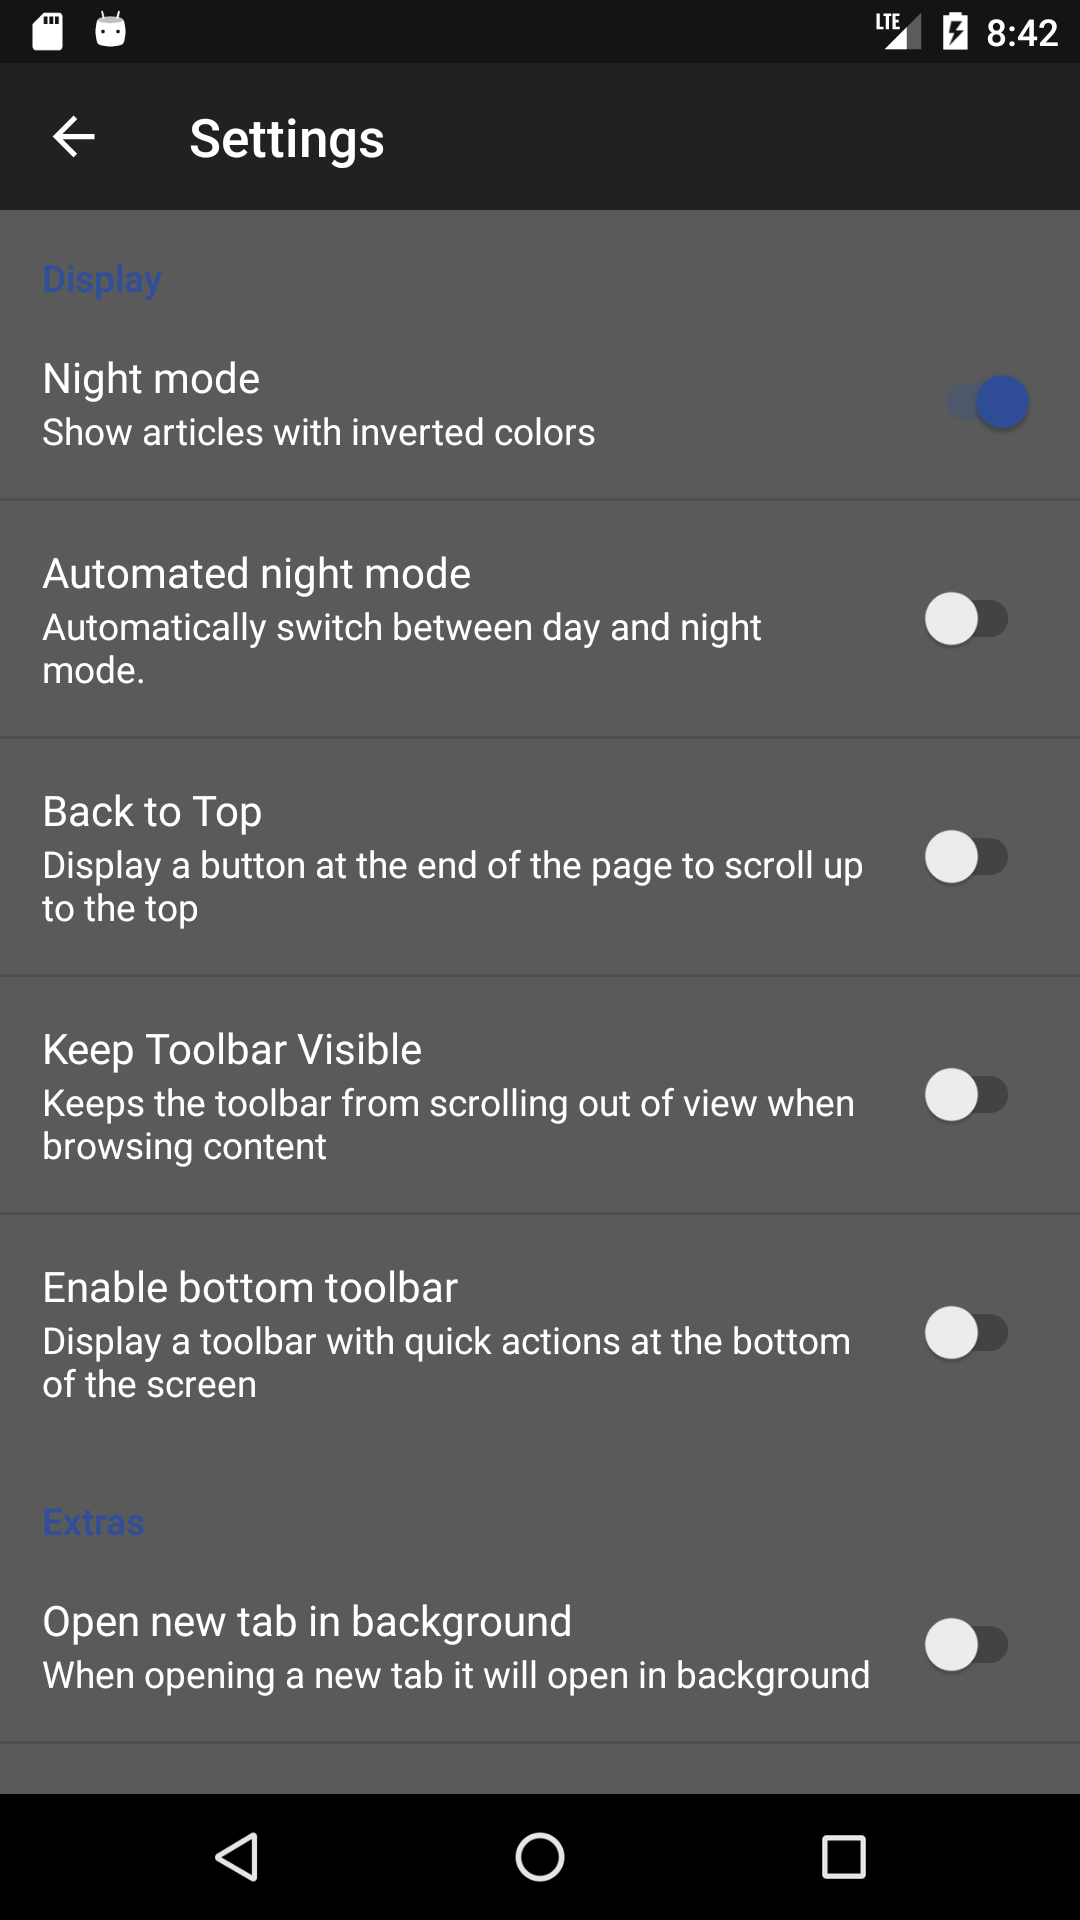 LTE 8:42
Settings
Display
Night mode
Show articles with inverted colors
Automated night mode
Automatically switch between day and night
mode.
Back to Top
Display a button at the end of the page to scroll up
to the top
Keep Toolbar Visible
Keeps the toolbar from scrolling out of view when
browsing content
Enable bottom toolbar
Display a toolbar with quick actions at the bottom
of the screen
Extras
Open new tab in background
When opening a new tab it will open in background